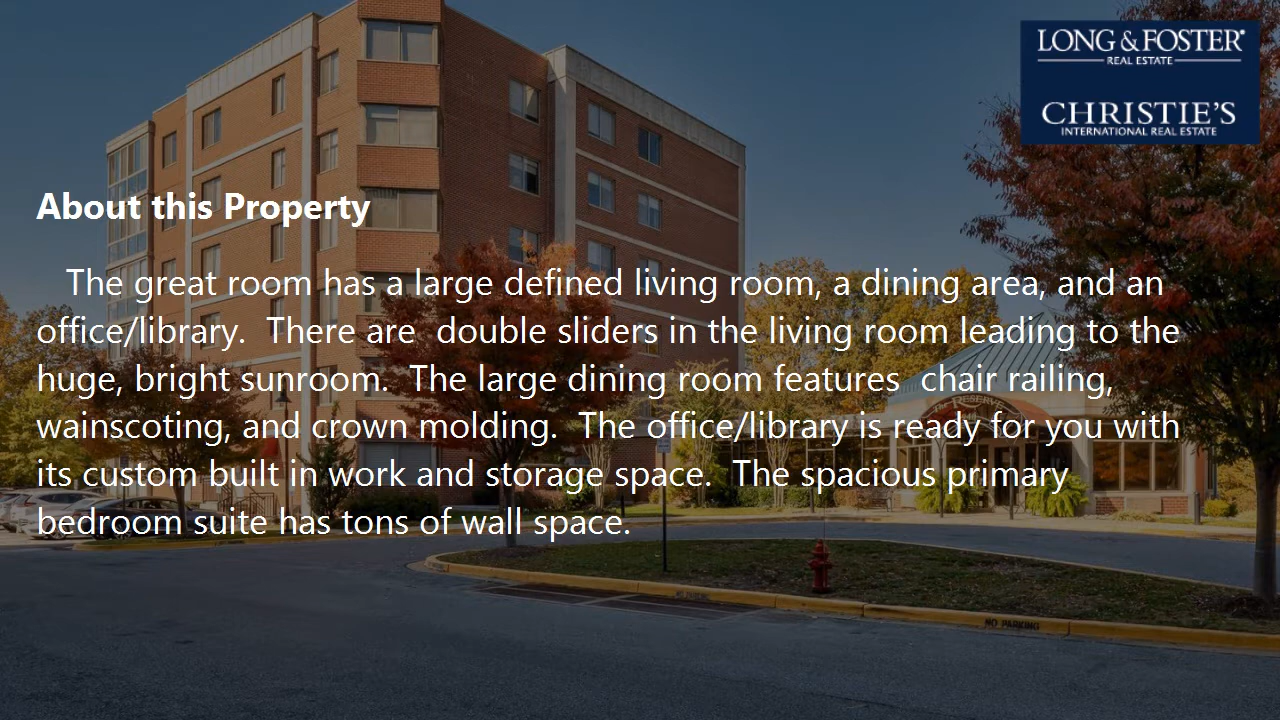 LONG & FOSTER®
REAL ESTATE
CHRISTIE'S
INTERNATIONAL REAL ESTATE
About this Property
The great room has a large defined living room, a dining area, and an
office/library.  There are  double sliders in the living room leading to the
huge, bright sunroom.  The large dining room features  chair railing,
wainscoting, and crown molding.  The office/library is ready for you with
its custom built in work and storage space.  The spacious primary
bedroom suite has tons of wall space.
RESERVE
NO PARKING
NO PARKING